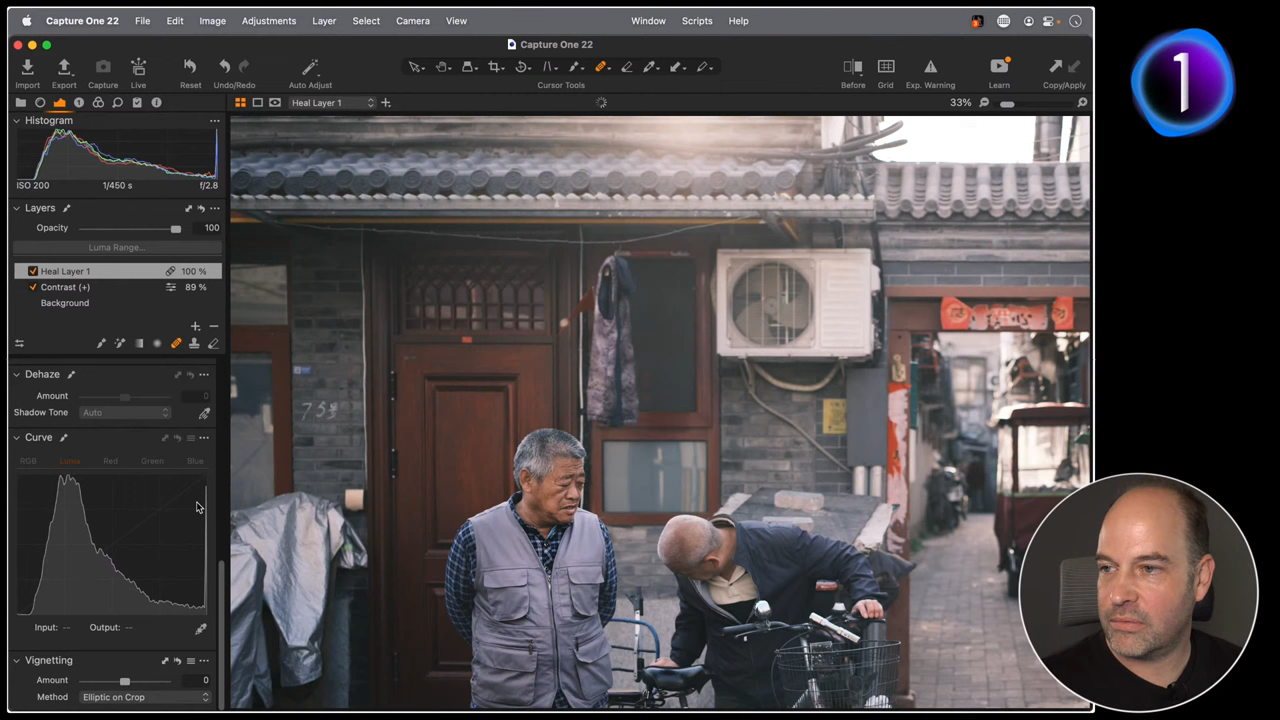 Capture One 22 File Edit Image Adjustments Layer Select Camera View Window Scripts Help
Capture One 22
Import Export Capture Live Reset Undo/Redo Auto Adjust Cursor Tools Before Grid Exp. Warning Learn Copy/Apply
Heal Layer 1 33%
Histogram
ISO 200 1/450 s f/2.8
Layers
Opacity 100
Luma Range...
Heal Layer 1 100 %
Contrast (+) 89 %
Background
Dehaze
Amount 0
Shadow Tone Auto
Curve
RGB Luma Red Green Blue
Input: -- Output: --
Vignetting
Amount 0
Method Elliptic on Crop
1